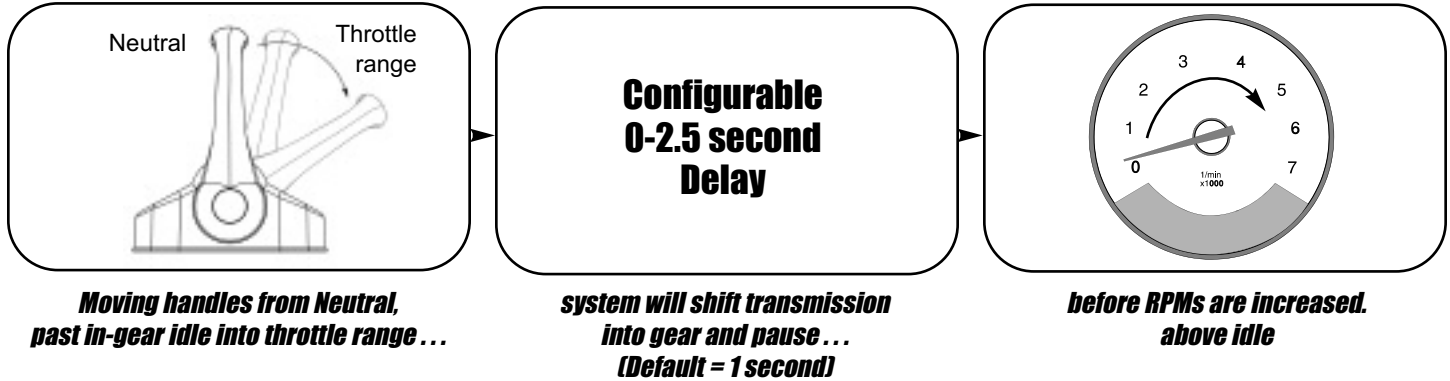 Neutral
Throttle
range
Configurable
0-2.5 second
Delay
0
1
2
3
4
5
6
7
1/min
x1000
Moving handles from Neutral,
past in-gear idle into throttle range . . .
system will shift transmission
into gear and pause . . .
(Default = 1 second)
before RPMs are increased.
above idle